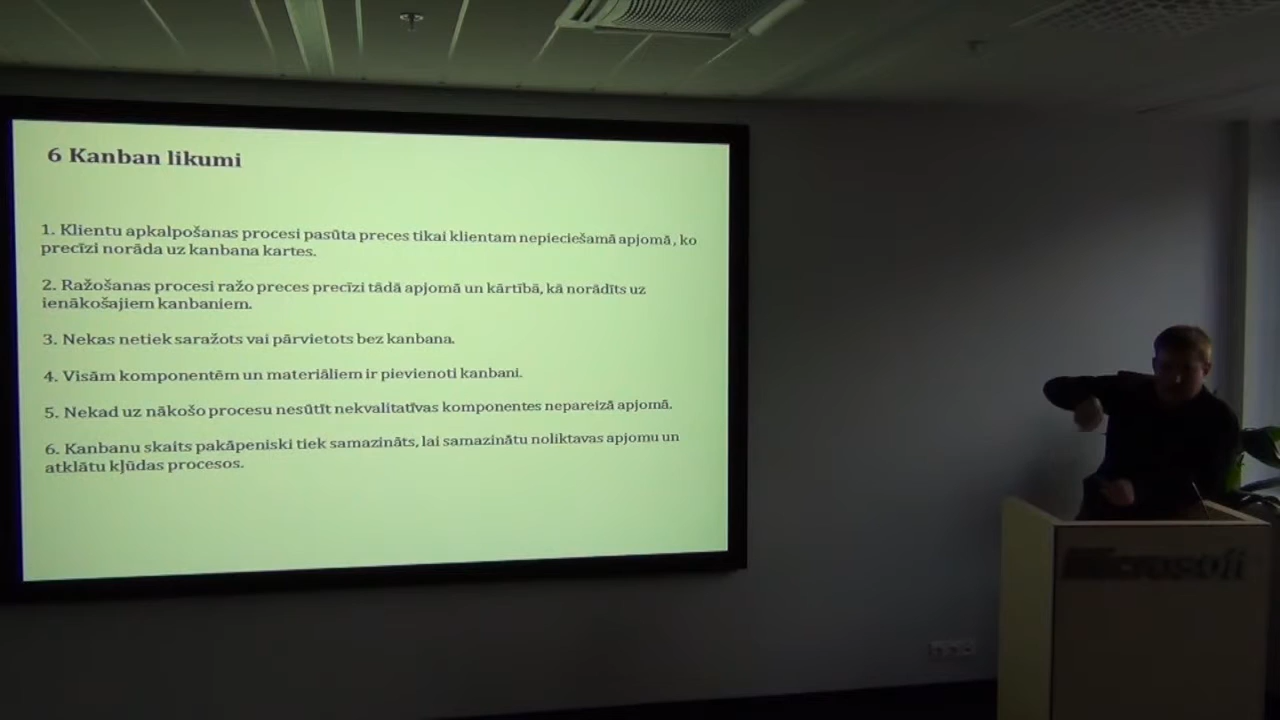 6 Kanban likumi
1. Klientu apkalpošanas procesi pasūta preces tikai klientam nepieciešamā apjomā, ko
precīzi norāda uz kanbana kartes.
2. Ražošanas procesi ražo preces precīzi tādā apjomā un kārtībā, kā norādīts uz
ienākošajiem kanbaniem.
3. Nekas netiek saražots vai pārvietots bez kanbana.
4. Visām komponentēm un materiāliem ir pievienoti kanbani.
5. Nekad uz nākošo procesu nesūtīt nekvalitatīvas komponentes nepareizā apjomā.
6. Kanbanu skaits pakāpeniski tiek samazināts, lai samazinātu noliktavas apjomu un
atklātu kļūdas procesos.
Microsoft